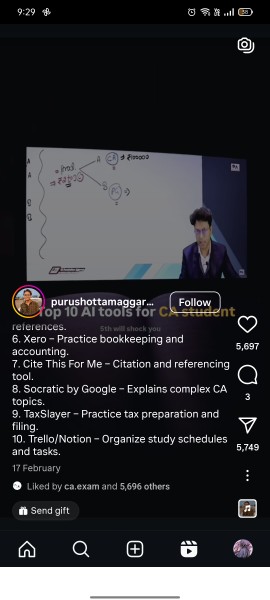 9:29
A
B
purushottamaggar...
Follow
Top 10 AI tools for CA student
references.
5th will shock you
6. Xero – Practice bookkeeping and
accounting.
7. Cite This For Me – Citation and referencing
tool.
8. Socratic by Google – Explains complex CA
topics.
9. TaxSlayer – Practice tax preparation and
filing.
10. Trello/Notion – Organize study schedules
and tasks.
5,697
3
5,749
17 February
Liked by ca.exam and 5,696 others
Send gift